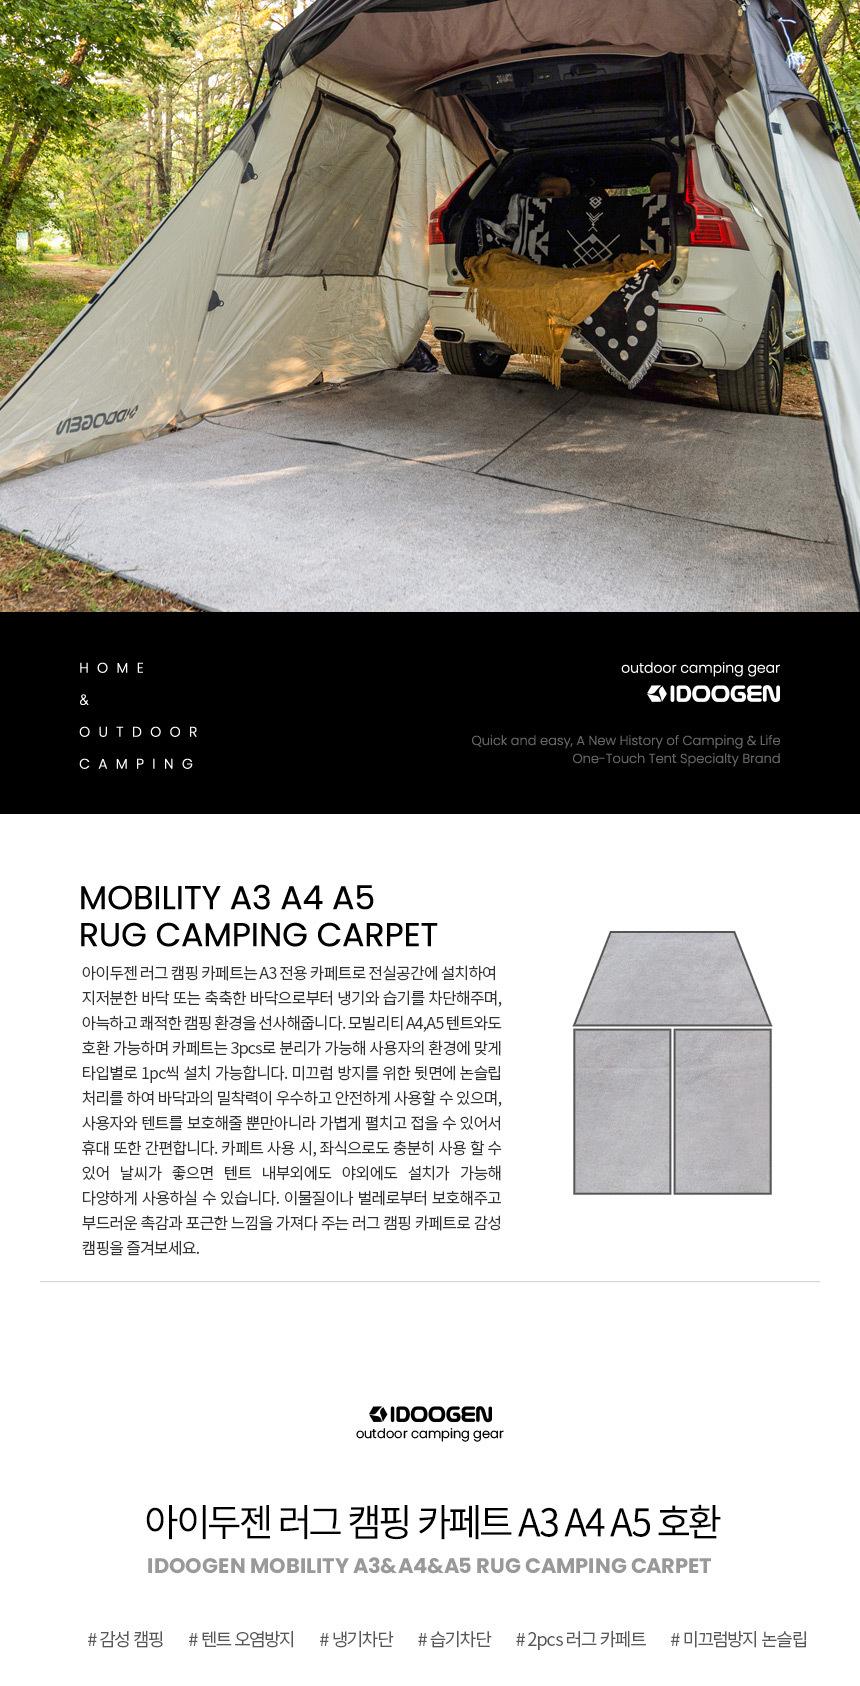 IDOOGEN
HOME
&
OUTDOOR
CAMPING
outdoor camping gear
IDOOGEN
Quick and easy, A New History of Camping & Life
One-Touch Tent Specialty Brand
MOBILITY A3 A4 A5
RUG CAMPING CARPET
아이두젠 러그 캠핑 카페트는 A3 전용 카페트로 전실공간에 설치하여
지저분한 바닥 또는 축축한 바닥으로부터 냉기와 습기를 차단해주며,
아늑하고 쾌적한 캠핑 환경을 선사해줍니다. 모빌리티 A4,A5 텐트와도
호환 가능하며 카페트는 3pcs로 분리가 가능해 사용자의 환경에 맞게
타입별로 1pc씩 설치 가능합니다. 미끄럼 방지를 위한 뒷면에 논슬립
처리를 하여 바닥과의 밀착력이 우수하고 안전하게 사용할 수 있으며,
사용자와 텐트를 보호해줄 뿐만아니라 가볍게 펼치고 접을 수 있어서
휴대 또한 간편합니다. 카페트 사용 시, 좌식으로도 충분히 사용 할 수
있어 날씨가 좋으면 텐트 내부외에도 야외에도 설치가 가능해
다양하게 사용하실 수 있습니다. 이물질이나 벌레로부터 보호해주고
부드러운 촉감과 포근한 느낌을 가져다 주는 러그 캠핑 카페트로 감성
캠핑을 즐겨보세요.
IDOOGEN
outdoor camping gear
아이두젠 러그 캠핑 카페트 A3 A4 A5 호환
IDOOGEN MOBILITY A3&A4&A5 RUG CAMPING CARPET
# 감성 캠핑 # 텐트 오염방지 # 냉기차단 # 습기차단 # 2pcs 러그 카페트 # 미끄럼방지 논슬립